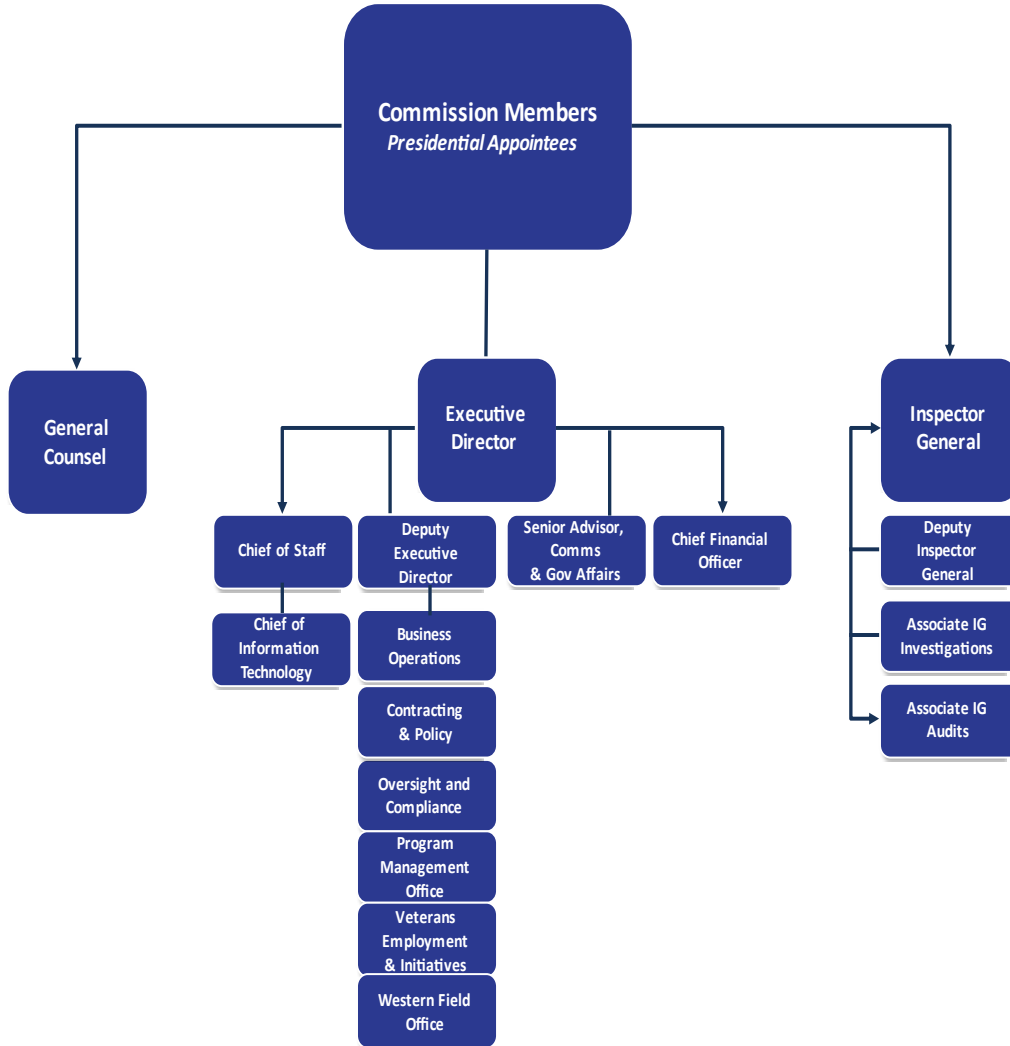 Commission Members
Presidential Appointees
General
Counsel
Executive
Director
Inspector
General
Chief of Staff
Deputy
Executive
Director
Senior Advisor,
Comms
& Gov Affairs
Chief Financial
Officer
Deputy
Inspector
General
Chief of
Information
Technology
Business
Operations
Associate IG
Investigations
Contracting
& Policy
Associate IG
Audits
Oversight and
Compliance
Program
Management
Office
Veterans
Employment
& Initiatives
Western Field
Office